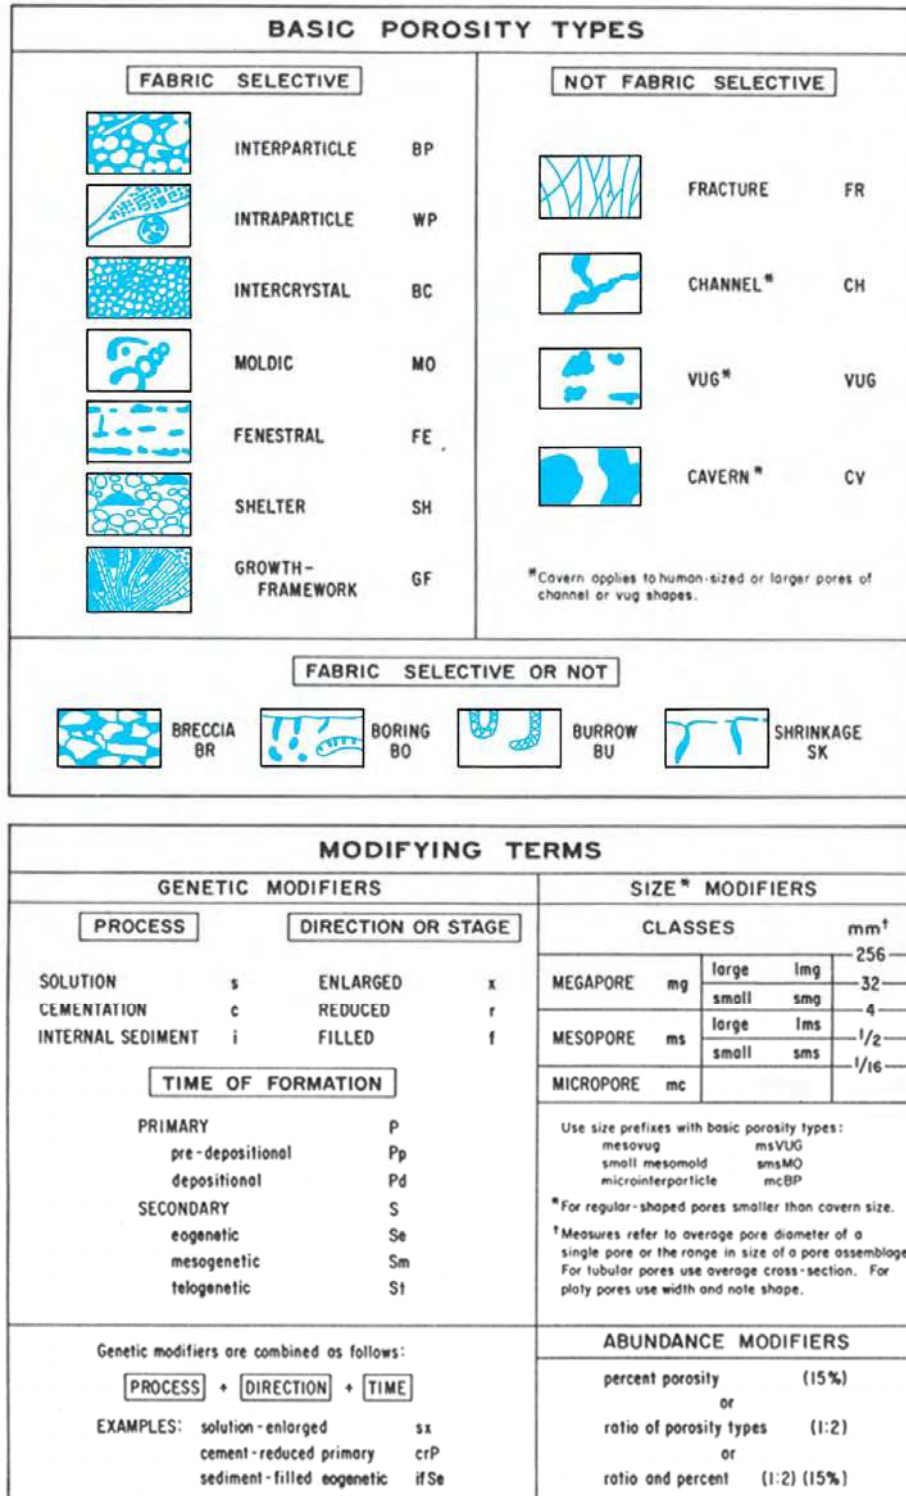 BASIC POROSITY TYPES
FABRIC SELECTIVE
INTERPARTICLE BP
INTRAPARTICLE WP
INTERCRYSTAL BC
MOLDIC MO
FENESTRAL FE
SHELTER SH
GROWTH-
FRAMEWORK GF
NOT FABRIC SELECTIVE
FRACTURE FR
CHANNEL* CH
VUG* VUG
CAVERN* CV
*Cavern applies to human-sized or larger pores of
channel or vug shapes.
FABRIC SELECTIVE OR NOT
BRECCIA
BR
BORING
BO
BURROW
BU
SHRINKAGE
SK
MODIFYING TERMS
GENETIC MODIFIERS
PROCESS
SOLUTION s
CEMENTATION c
INTERNAL SEDIMENT i
DIRECTION OR STAGE
ENLARGED x
REDUCED r
FILLED f
TIME OF FORMATION
PRIMARY P
pre-depositional Pp
depositional Pd
SECONDARY S
eogenetic Se
mesogenetic Sm
telogenetic St
Genetic modifiers are combined as follows:
PROCESS + DIRECTION + TIME
EXAMPLES: solution-enlarged sx
cement-reduced primary crP
sediment-filled eogenetic ifSe
SIZE* MODIFIERS
CLASSES mm†
256
MEGAPORE mg large lmg
32
small smg
4
MESOPORE ms large lms
1/2
small sms
1/16
MICROPORE mc
Use size prefixes with basic porosity types:
mesovug msVUG
small mesomold smsMO
microinterparticle mcBP
*For regular-shaped pores smaller than cavern size.
†Measures refer to average pore diameter of a
single pore or the range in size of a pore assemblage.
For tubular pores use average cross-section. For
platy pores use width and note shape.
ABUNDANCE MODIFIERS
percent porosity (15%)
or
ratio of porosity types (1:2)
or
ratio and percent (1:2) (15%)